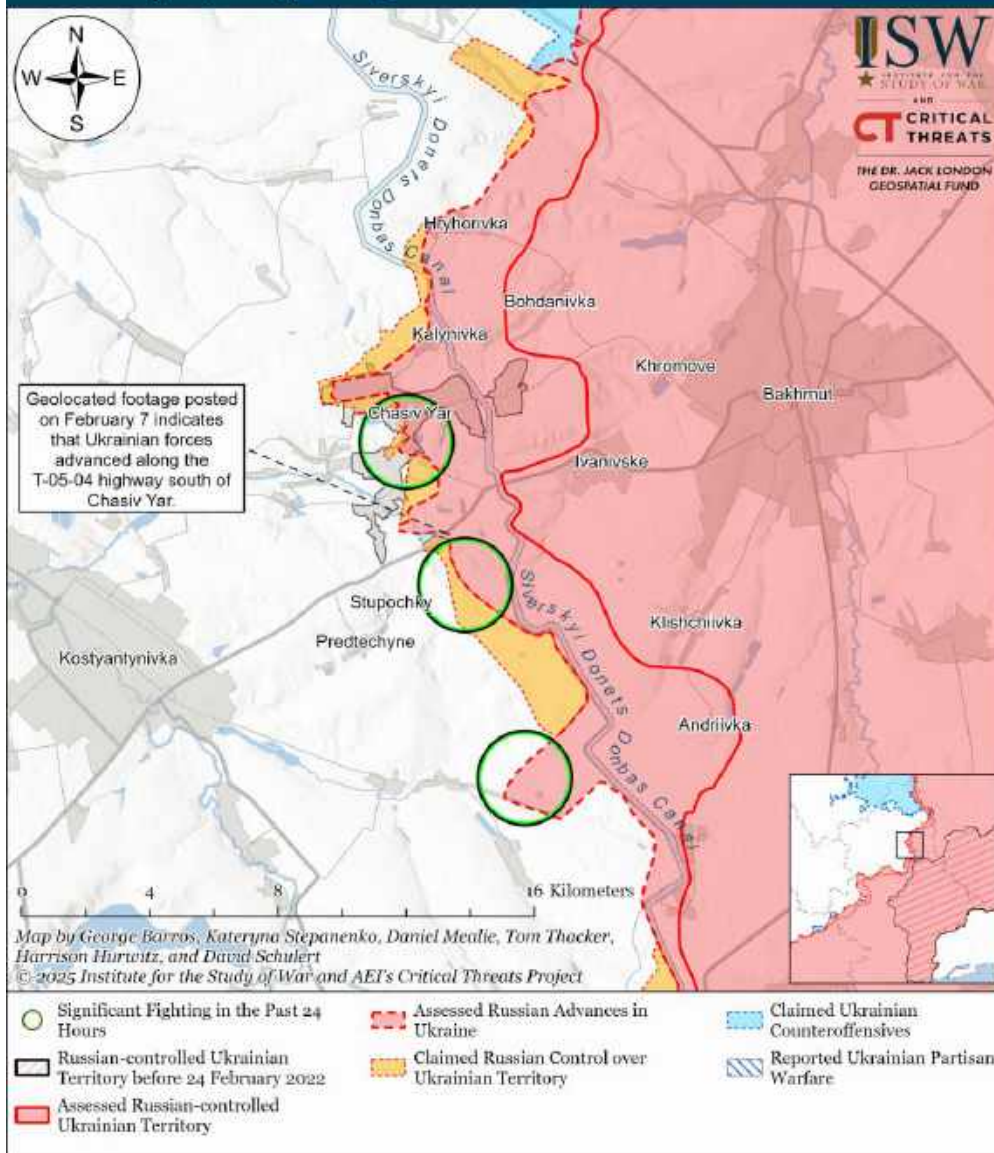 N
W E
S
ISW
INSTITUTE FOR THE
STUDY OF WAR
AND
CT CRITICAL
THREATS
THE DR. JACK LONDON
GEOSPATIAL FUND
Siverskyi Donets Donbas Canal
Hryhorivka
Bohdanivka
Kalynivka
Khromove
Bakhmut
Geolocated footage posted
on February 7 indicates
that Ukrainian forces
advanced along the
T-05-04 highway south of
Chasiv Yar.
Chasiv Yar
Ivanivske
Siverskyi Donets Donbas Canal
Stupochky
Klishchiivka
Predtechyne
Kostyantynivka
Andriivka
0 4 8 16 Kilometers
Map by George Barros, Kateryna Stepanenko, Daniel Mealie, Tom Thacker,
Harrison Hurwitz, and David Schulert
© 2025 Institute for the Study of War and AEI's Critical Threats Project
Significant Fighting in the Past 24
Hours
Russian-controlled Ukrainian
Territory before 24 February 2022
Assessed Russian-controlled
Ukrainian Territory
Assessed Russian Advances in
Ukraine
Claimed Russian Control over
Ukrainian Territory
Claimed Ukrainian
Counteroffensives
Reported Ukrainian Partisan
Warfare